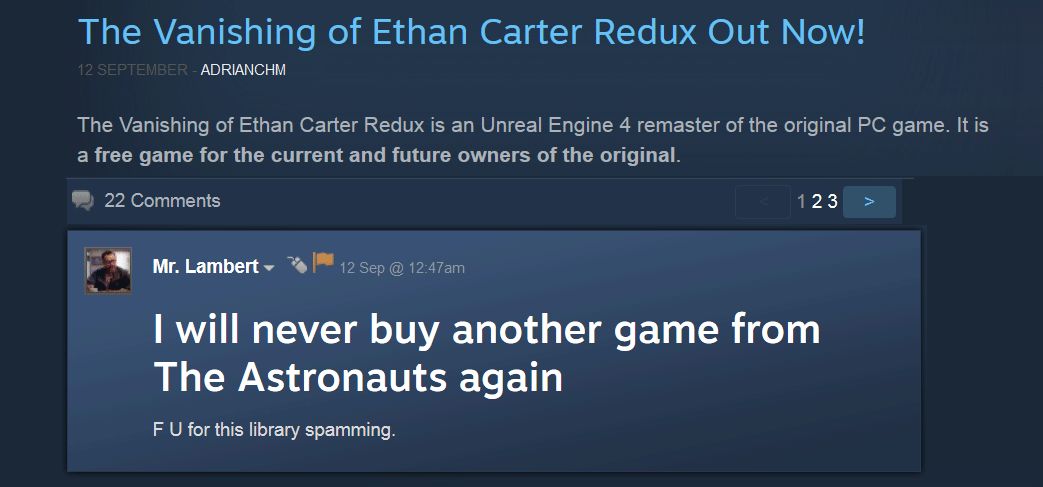 The Vanishing of Ethan Carter Redux Out Now!
12 SEPTEMBER - ADRIANCHM
The Vanishing of Ethan Carter Redux is an Unreal Engine 4 remaster of the original PC game. It is
a free game for the current and future owners of the original.
22 Comments < 1 2 3 >
Mr. Lambert 12 Sep @ 12:47am
I will never buy another game from
The Astronauts again
F U for this library spamming.